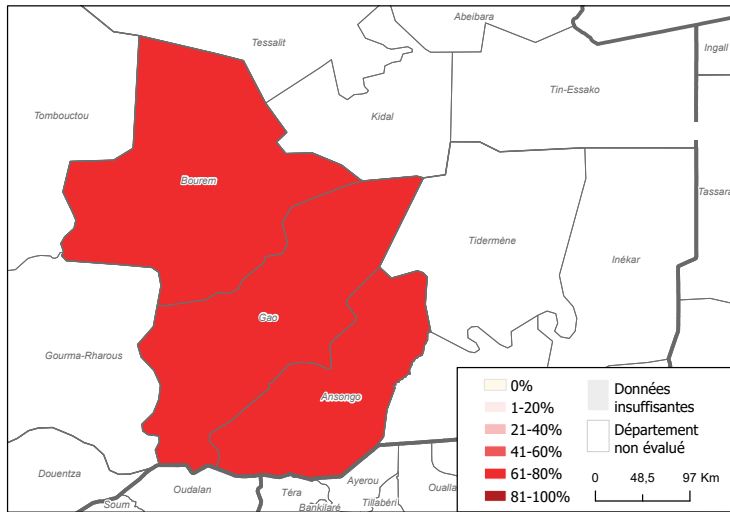 Abeibara
Tessalit
Ingall
Tin-Essako
Tombouctou
Kidal
Bourem
Tassara
Tidermène
Inékar
Gao
Gourma-Rharous
Ansongo
0%
1-20%
21-40%
41-60%
61-80%
81-100%
Données
insuffisantes
Département
non évalué
0 48,5 97 Km
Douentza
Oudalan
Soum
Téra
Bankilaré
Ayerou
Tillabéri
Oualla